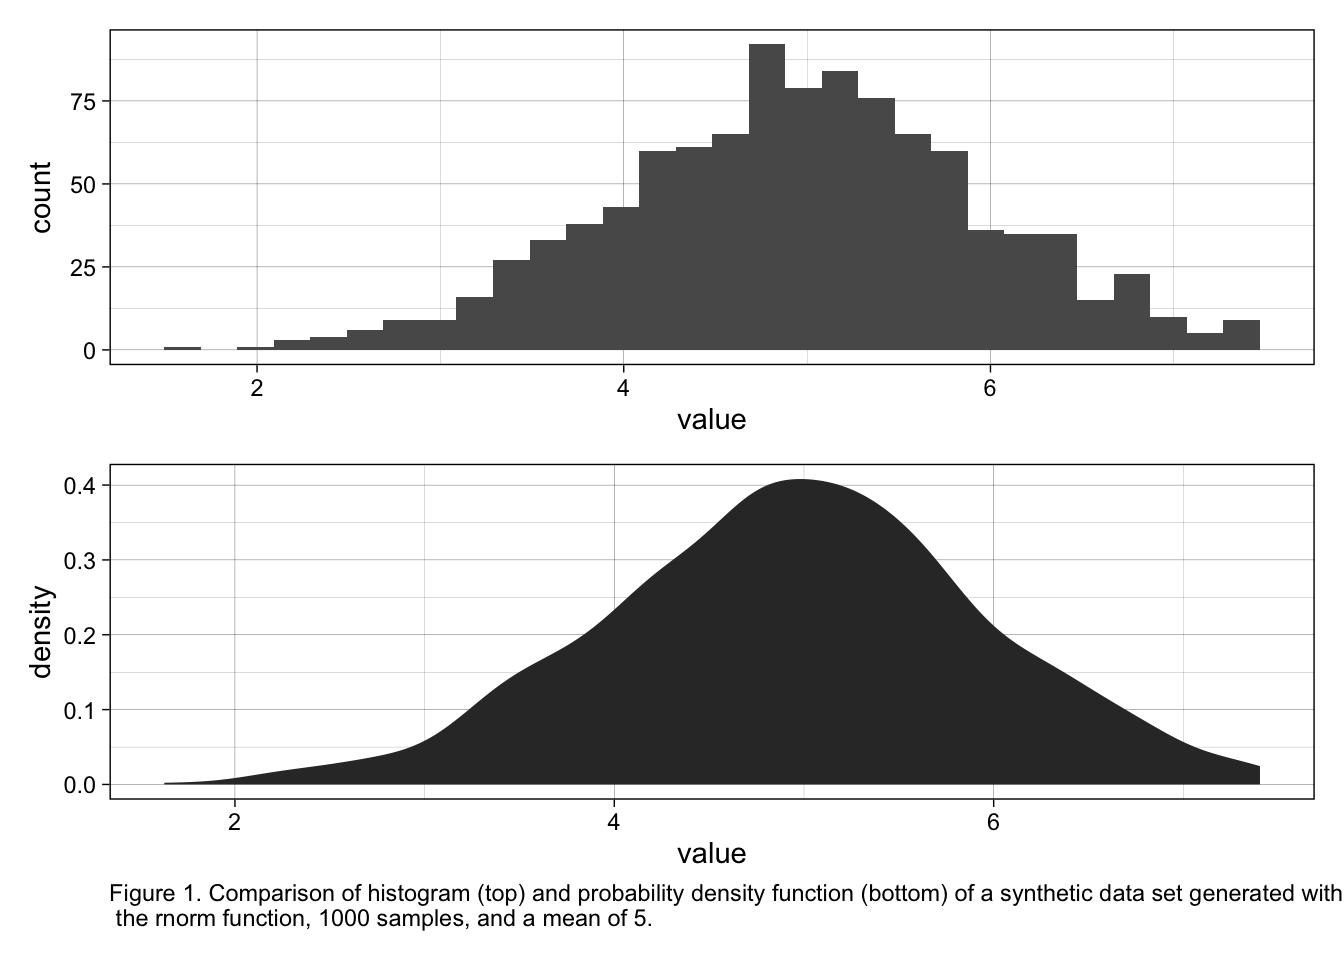 75
50
25
0
count
2 4 6
value
0.4
0.3
0.2
0.1
0.0
density
2 4 6
value
Figure 1. Comparison of histogram (top) and probability density function (bottom) of a synthetic data set generated with
the rnorm function, 1000 samples, and a mean of 5.